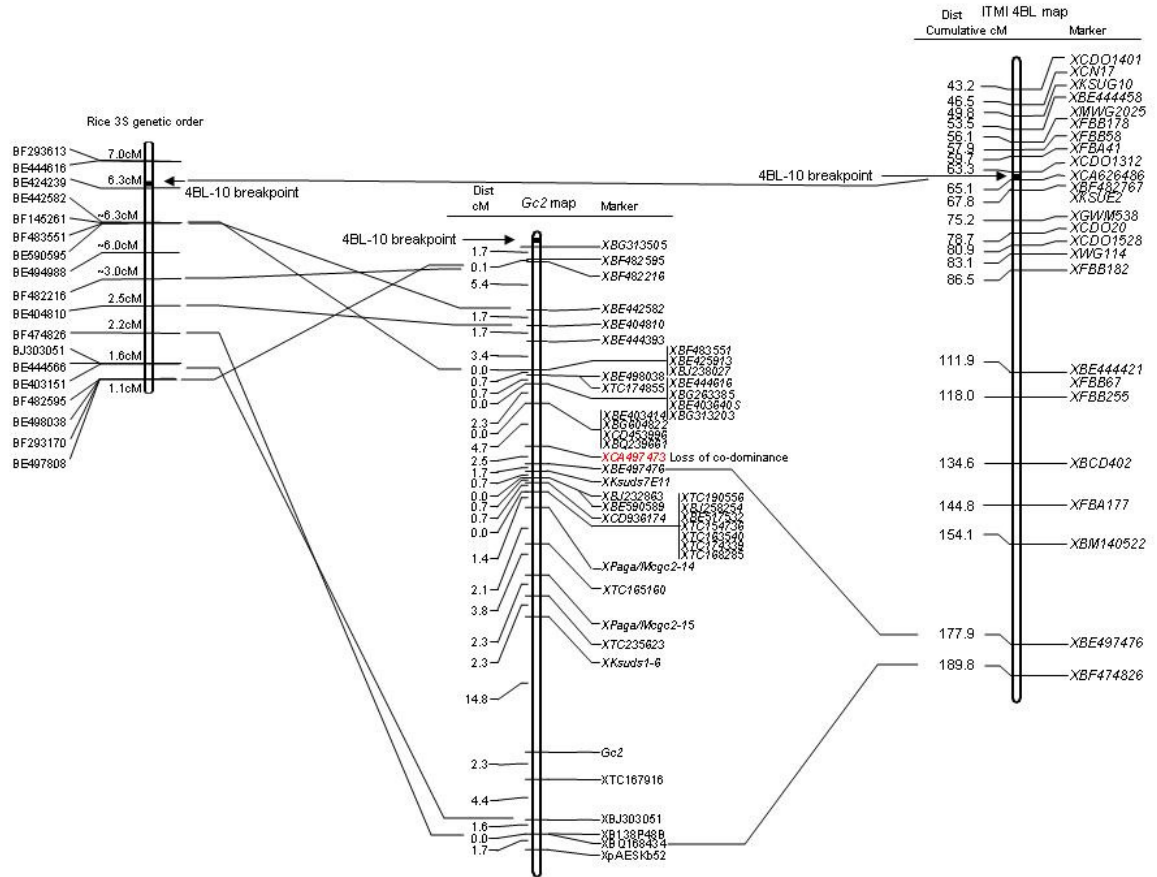 Rice 3S genetic order
BF293613
BE444616
BE424239
BE442582
BF145261
BF483551
BE590595
BE494988
BF482216
BE404810
BF474826
BJ303051
BE444566
BE403151
BF482595
BE498038
BF293170
BE497808
7.0cM
6.3cM
~6.3cM
~6.0cM
~3.0cM
2.5cM
2.2cM
1.6cM
1.1cM
4BL-10 breakpoint
Dist
cM
Gc2 map
Marker
4BL-10 breakpoint
1.7
0.1
5.4
1.7
1.7
3.4
0.0
0.7
0.7
0.0
2.3
0.0
4.7
2.5
1.7
0.7
0.0
0.7
0.7
0.0
1.4
2.1
3.8
2.3
2.3
14.8
2.3
4.4
1.6
0.0
1.7
XBG313505
XBF482595
XBF482216
XBE442582
XBE404810
XBE444393
XBF483551
XBE425913
XBJ238027
XBE498038
XBE444616
XTC174855
XBG263385
XBE403640S
XBE403414
XBG313203
XBG604822
XCD453996
XBQ239661
XCA497473 Loss of co-dominance
XBE497476
XKsuds7E11
XBJ232863
XBE590589
XCD936174
XTC190556
XBJ258254
XBE517532
XTC154736
XTC163540
XTC174339
XTC168285
XPaga/Mcgc2-14
XTC165160
XPaga/Mcgc2-15
XTC235623
XKsuds1-6
Gc2
XTC167916
XBJ303051
XB138P48B
XBQ168434
XpAESKb52
Dist
Cumulative cM
ITMI 4BL map
Marker
4BL-10 breakpoint
43.2
46.5
49.8
53.5
56.1
57.9
59.7
63.3
65.1
67.8
75.2
78.7
80.9
83.1
86.5
111.9
118.0
134.6
144.8
154.1
177.9
189.8
XCDO1401
XCN17
XKSUG10
XBE444458
XMWG2025
XFBB178
XFBB58
XFBA41
XCDO1312
XCA626486
XBF482767
XKSUE2
XGWM538
XCDO20
XCDO1528
XWG114
XFBB182
XBE444421
XFBB67
XFBB255
XBCD402
XFBA177
XBM140522
XBE497476
XBF474826